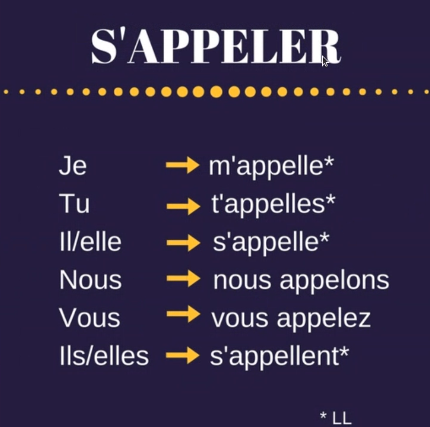 S'APPELER
Je m'appelle*
Tu t'appelles*
Il/elle s'appelle*
Nous nous appelons
Vous vous appelez
Ils/elles s'appellent*
* LL